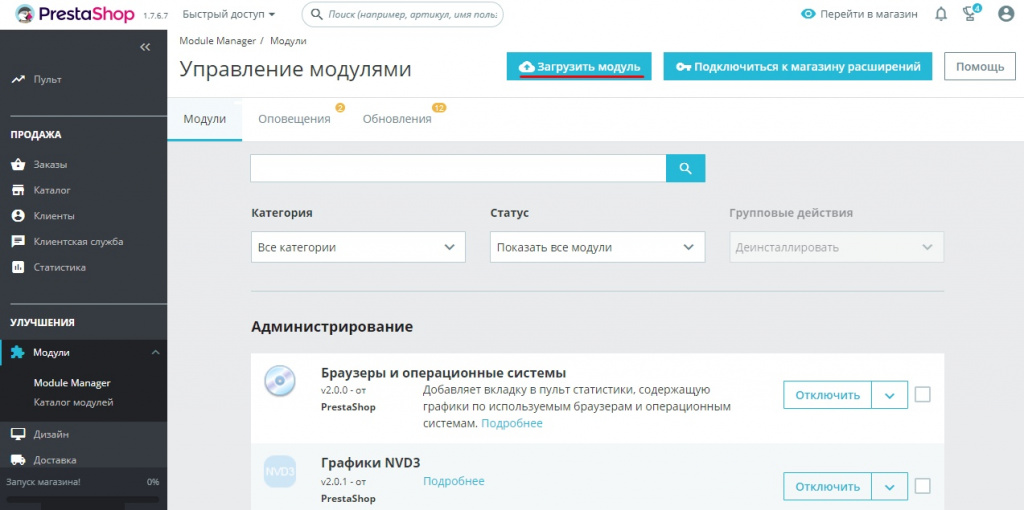 PrestaShop 1.7.6.7 Быстрый доступ Поиск (например, артикул, имя польз Перейти в магазин 4
Module Manager / Модули
Управление модулями
Загрузить модуль Подключиться к магазину расширений Помощь
Модули Оповещения 2 Обновления 12
Пульт
ПРОДАЖА
Заказы
Каталог
Клиенты
Клиентская служба
Статистика
УЛУЧШЕНИЯ
Модули
Module Manager
Каталог модулей
Дизайн
Доставка
Запуск магазина! 0%
Категория Статус Групповые действия
Все категории Показать все модули Деинсталлировать
Администрирование
Браузеры и операционные системы
v2.0.0 - от
PrestaShop
Добавляет вкладку в пульт статистики, содержащую
графики по используемым браузерам и операционным
системам. Подробнее
Отключить
NVD3
Графики NVD3
v2.0.1 - от
PrestaShop
Подробнее
Отключить